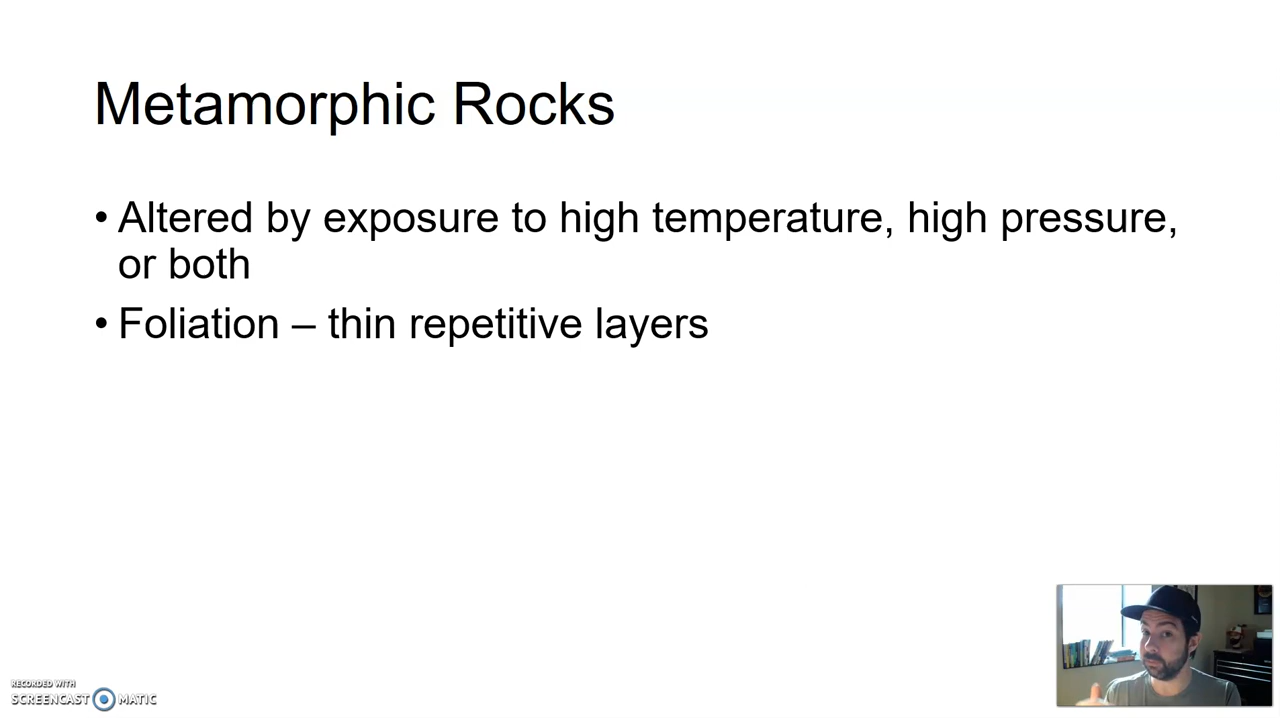 Metamorphic Rocks
• Altered by exposure to high temperature, high pressure,
or both
• Foliation – thin repetitive layers
RECORDED WITH
SCREENCAST MATIC